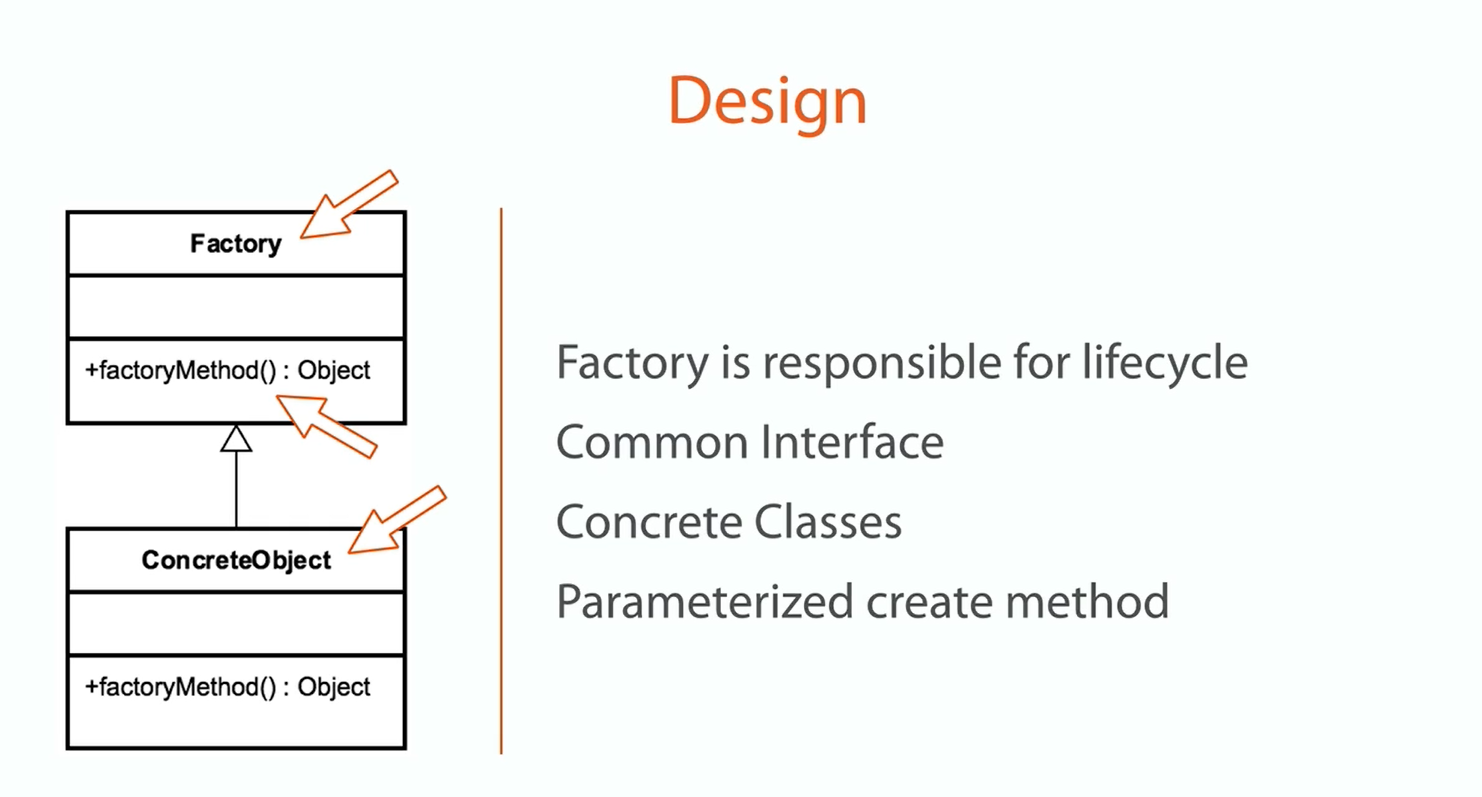 Design
Factory
+factoryMethod() : Object
ConcreteObject
+factoryMethod() : Object
Factory is responsible for lifecycle
Common Interface
Concrete Classes
Parameterized create method